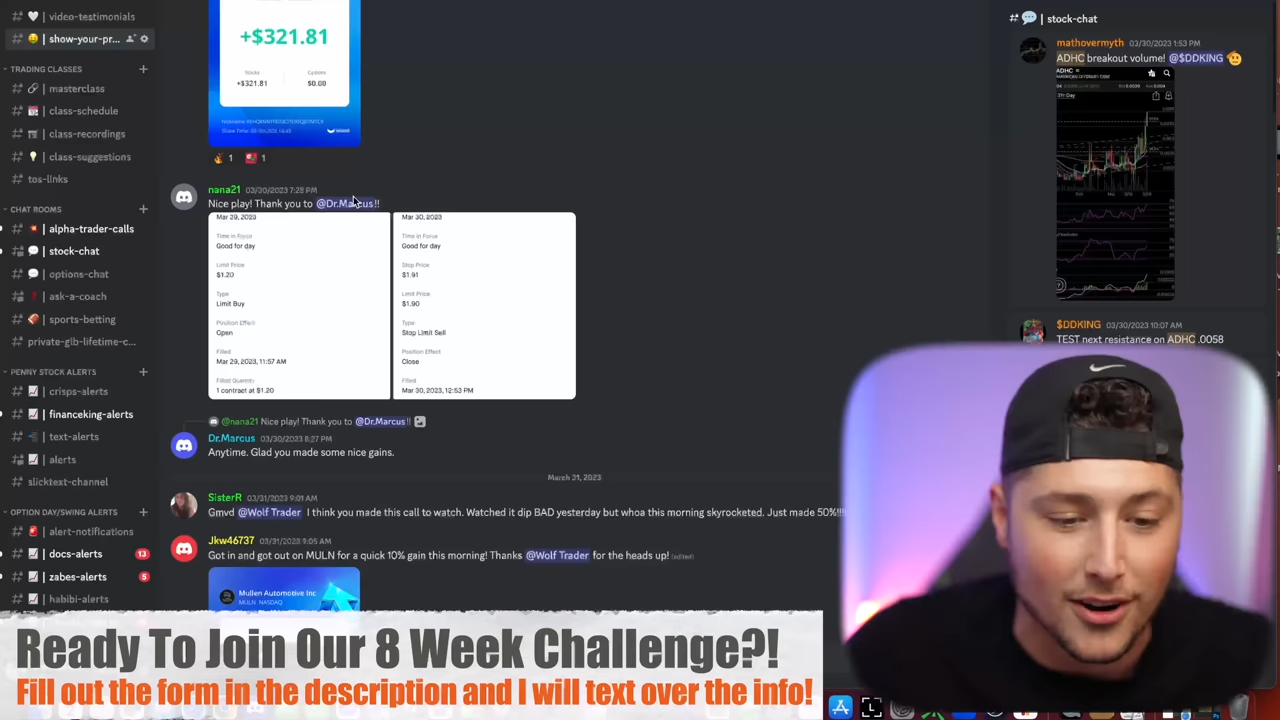 video-testimonials
show-your-pr...
TRADING CLASSES
masterclass
class-schedule
class-recordings
class-suggestions
tos-links
CHAT ROOMS
alpha-trader-calls
stock-chat
options-chat
ask-a-coach
sports-betting
private-glb-lifetime-c...
PENNY STOCK ALERTS
crisps-alerts
financeking-alerts
text-alerts
alerts
slicktext-channel
OPTION DAY/SWING ALERTS
alert-notifications
docs-alerts 13
zabes-alerts 5
habibi-alerts
+$321.81
Stocks Options
+$321.81 $0.00
1 1
nana21 03/30/2023 7:28 PM
Nice play! Thank you to @Dr.Marcus!!
Mar 29, 2023
Time in Force
Good for day
Limit Price
$1.20
Type
Limit Buy
Position Effect
Open
Filled
Mar 29, 2023, 11:57 AM
Filled Quantity
1 contract at $1.20
Mar 30, 2023
Time in Force
Good for day
Stop Price
$1.91
Limit Price
$1.90
Type
Stop Limit Sell
Position Effect
Close
Filled
Mar 30, 2023, 12:53 PM
@nana21 Nice play! Thank you to @Dr.Marcus!!
Dr.Marcus 03/30/2023 8:27 PM
Anytime. Glad you made some nice gains.
March 31, 2023
SisterR 03/31/2023 9:01 AM
Gmvd @Wolf Trader I think you made this call to watch. Watched it dip BAD yesterday but whoa this morning skyrocketed. Just made 50%!!!
Jkw46737 03/31/2023 9:05 AM
Got in and got out on MULN for a quick 10% gain this morning! Thanks @Wolf Trader for the heads up! (edited)
Mullen Automotive Inc
MULN NASDAQ
# stock-chat
mathovermyth 03/30/2023 1:53 PM
ADHC breakout volume! @$DDKING
ADHC
$DDKING 03/30/2023 10:07 AM
TEST next resistance on ADHC .0058
Ready To Join Our 8 Week Challenge?!
Fill out the form in the description and I will text over the info!